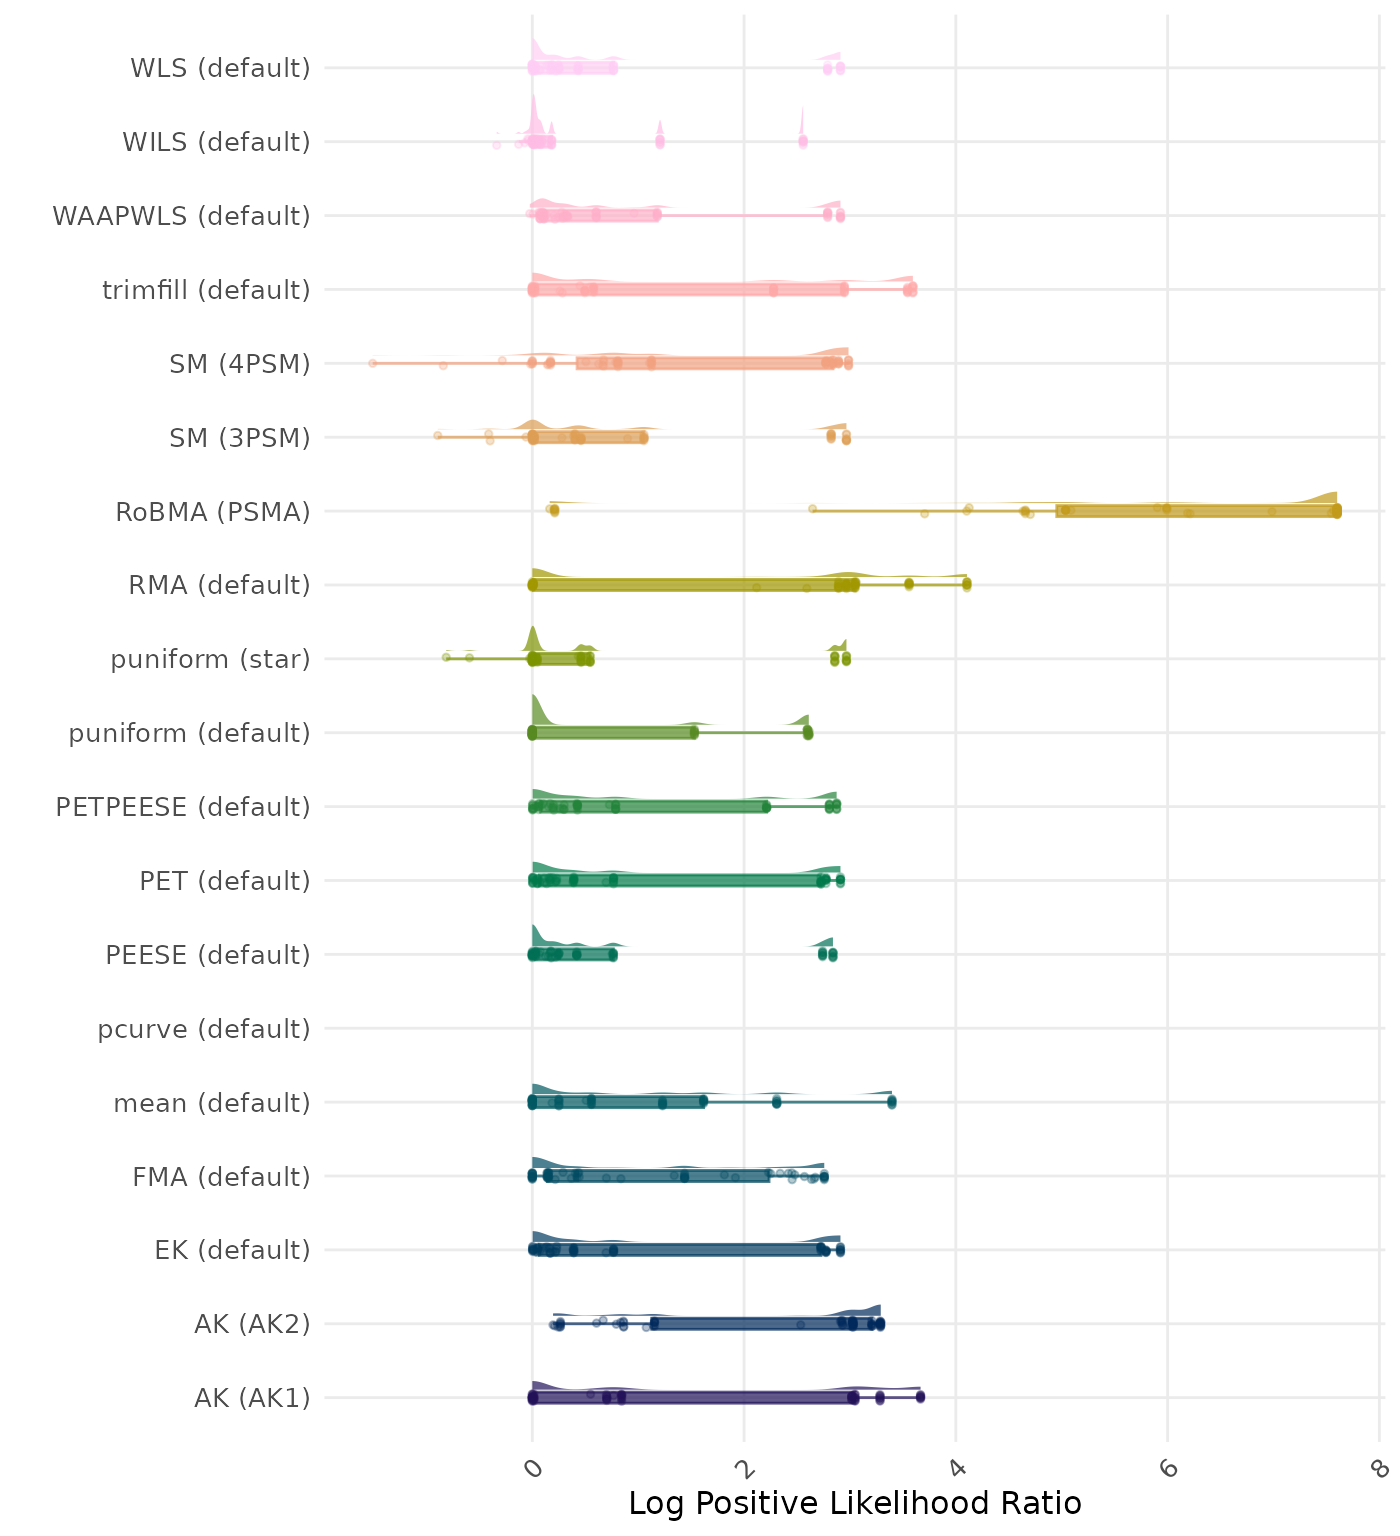 WLS (default)
WILS (default)
WAAPWLS (default)
trimfill (default)
SM (4PSM)
SM (3PSM)
RoBMA (PSMA)
RMA (default)
puniform (star)
puniform (default)
PETPEESE (default)
PET (default)
PEESE (default)
pcurve (default)
mean (default)
FMA (default)
EK (default)
AK (AK2)
AK (AK1)
0 2 4 6 8
Log Positive Likelihood Ratio